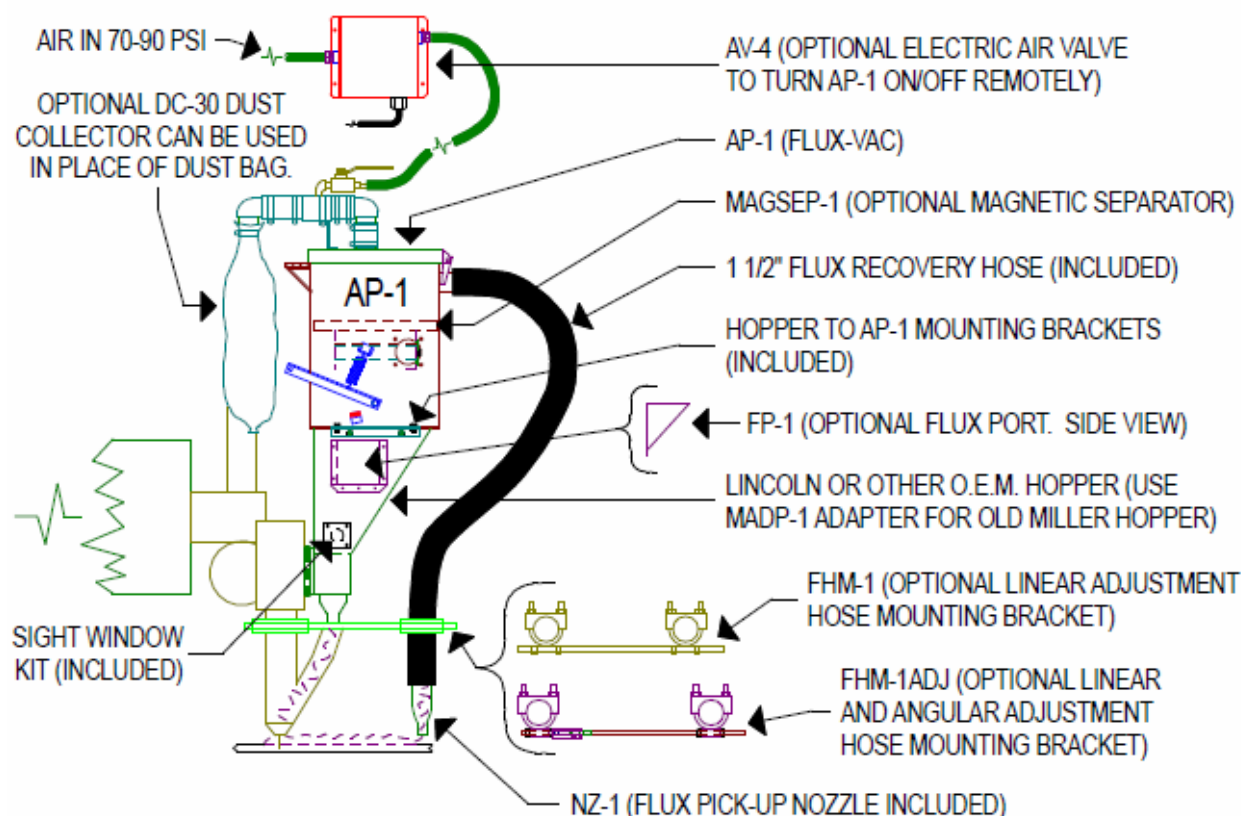 AIR IN 70-90 PSI
OPTIONAL DC-30 DUST
COLLECTOR CAN BE USED
IN PLACE OF DUST BAG.
AV-4 (OPTIONAL ELECTRIC AIR VALVE
TO TURN AP-1 ON/OFF REMOTELY)
AP-1 (FLUX-VAC)
MAGSEP-1 (OPTIONAL MAGNETIC SEPARATOR)
1 1/2" FLUX RECOVERY HOSE (INCLUDED)
AP-1
HOPPER TO AP-1 MOUNTING BRACKETS
(INCLUDED)
FP-1 (OPTIONAL FLUX PORT. SIDE VIEW)
LINCOLN OR OTHER O.E.M. HOPPER (USE
MADP-1 ADAPTER FOR OLD MILLER HOPPER)
FHM-1 (OPTIONAL LINEAR ADJUSTMENT
HOSE MOUNTING BRACKET)
SIGHT WINDOW
KIT (INCLUDED)
FHM-1ADJ (OPTIONAL LINEAR
AND ANGULAR ADJUSTMENT
HOSE MOUNTING BRACKET)
NZ-1 (FLUX PICK-UP NOZZLE INCLUDED)